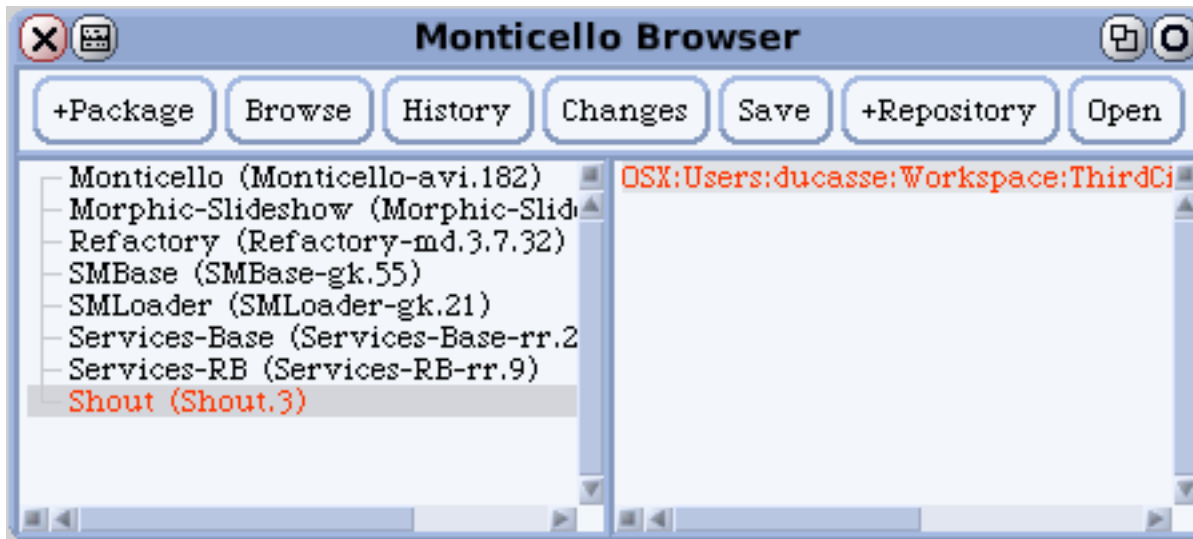 Monticello Browser
+Package Browse History Changes Save +Repository Open
Monticello (Monticello-avi.182)
Morphic-Slideshow (Morphic-Slid
Refactory (Refactory-md.3.7.32)
SMBase (SMBase-gk.55)
SMLoader (SMLoader-gk.21)
Services-Base (Services-Base-rr.2
Services-RB (Services-RB-rr.9)
Shout (Shout.3)
OSX:Users:ducasse:Workspace:ThirdCi